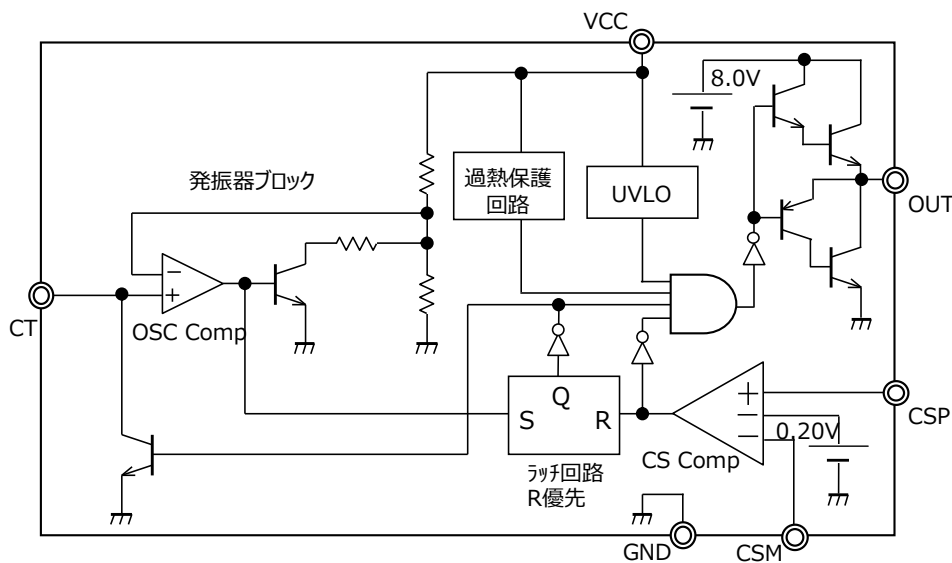 VCC
8.0V
発振器ブロック
過熱保護
回路
UVLO
OUT
−
+
CT
OSC Comp
Q
S
R
+
−
−
CSP
0.20V
CS Comp
ラッチ回路
R優先
GND
CSM